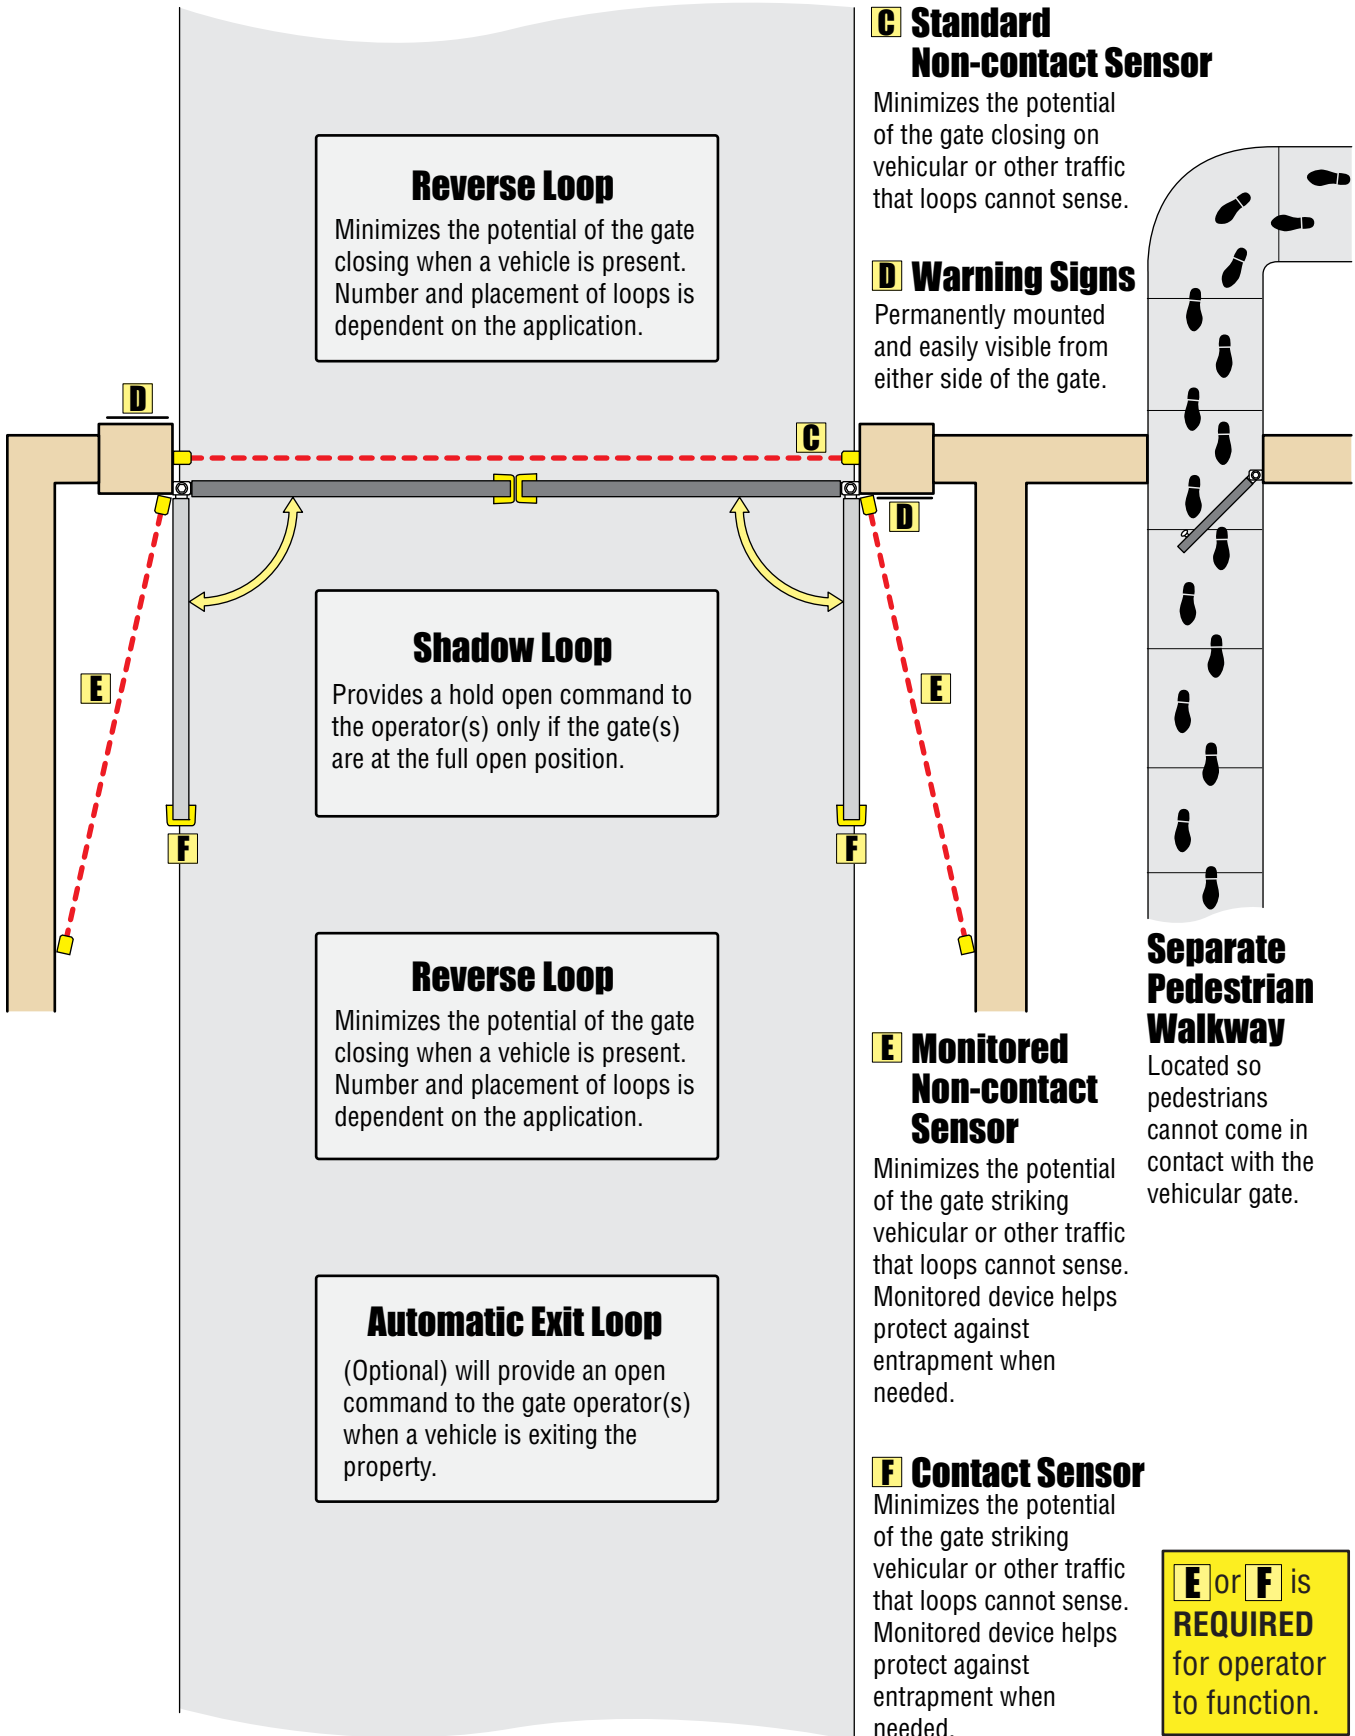 C Standard
Non-contact Sensor
Minimizes the potential
of the gate closing on
vehicular or other traffic
that loops cannot sense.
D Warning Signs
Permanently mounted
and easily visible from
either side of the gate.
Reverse Loop
Minimizes the potential of the gate
closing when a vehicle is present.
Number and placement of loops is
dependent on the application.
D
C
D
Shadow Loop
Provides a hold open command to
the operator(s) only if the gate(s)
are at the full open position.
E
E
F
F
Reverse Loop
Minimizes the potential of the gate
closing when a vehicle is present.
Number and placement of loops is
dependent on the application.
Separate
Pedestrian
Walkway
Located so
pedestrians
cannot come in
contact with the
vehicular gate.
E Monitored
Non-contact
Sensor
Minimizes the potential
of the gate striking
vehicular or other traffic
that loops cannot sense.
Monitored device helps
protect against
entrapment when
needed.
Automatic Exit Loop
(Optional) will provide an open
command to the gate operator(s)
when a vehicle is exiting the
property.
F Contact Sensor
Minimizes the potential
of the gate striking
vehicular or other traffic
that loops cannot sense.
Monitored device helps
protect against
entrapment when
needed.
E or F is
REQUIRED
for operator
to function.